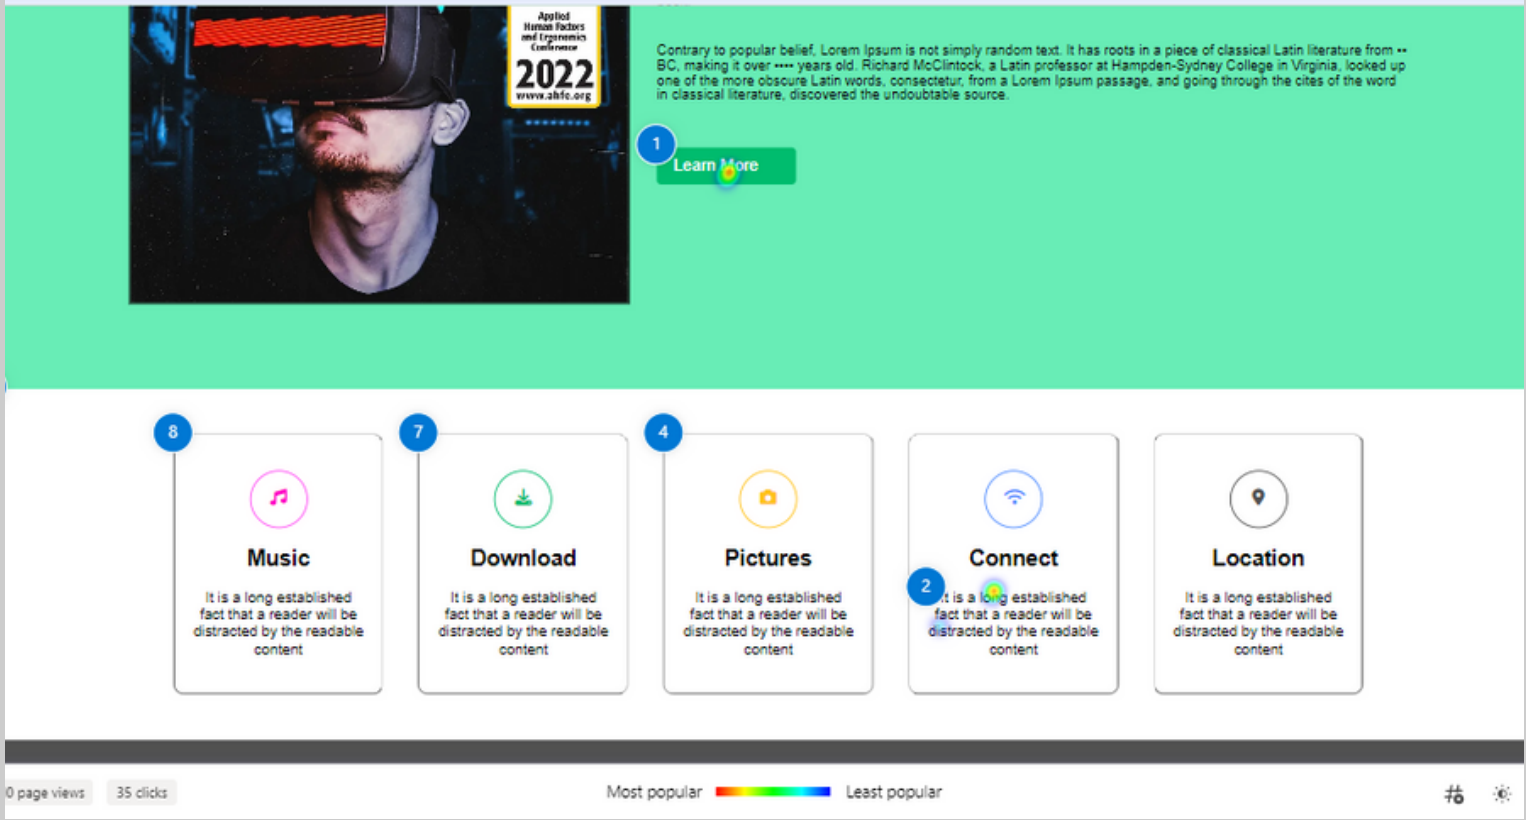 Applied
Human Factors
and Ergonomics
Conference
2022
www.ahfe.org
Contrary to popular belief, Lorem Ipsum is not simply random text. It has roots in a piece of classical Latin literature from ••
BC, making it over •••• years old. Richard McClintock, a Latin professor at Hampden-Sydney College in Virginia, looked up
one of the more obscure Latin words, consectetur, from a Lorem Ipsum passage, and going through the cites of the word
in classical literature, discovered the undoubtable source.
1
Learn More
8
7
4
Music
Download
Pictures
Connect
Location
2
It is a long established
fact that a reader will be
distracted by the readable
content
It is a long established
fact that a reader will be
distracted by the readable
content
It is a long established
fact that a reader will be
distracted by the readable
content
It is a long established
fact that a reader will be
distracted by the readable
content
It is a long established
fact that a reader will be
distracted by the readable
content
0 page views
35 clicks
Most popular
Least popular